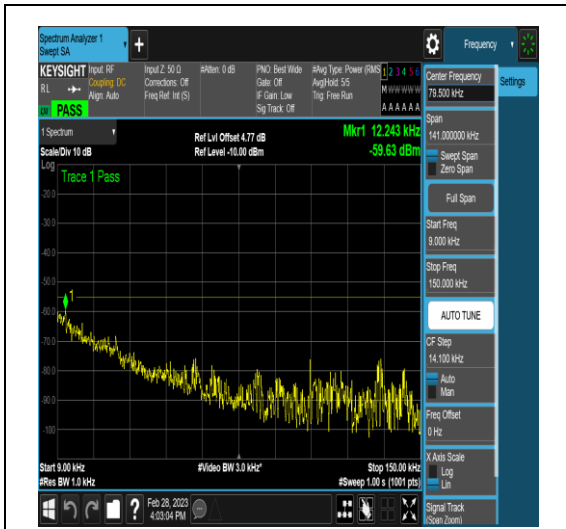 Spectrum Analyzer 1
Swept SA
Frequency
KEYSIGHT
RL
PASS
Input: RF
Coupling: DC
Align: Auto
Input Z: 50 Ω
Corrections: Off
Freq Ref: Int (S)
#Atten: 0 dB
PNO: Best Wide
Gate: Off
IF Gain: Low
Sig Track: Off
#Avg Type: Power (RMS
Avg|Hold: 5/5
Trig: Free Run
1 2 3 4 5 6
M W W W W W
A A A A A A
1 Spectrum
Scale/Div 10 dB
Ref Lvl Offset 4.77 dB
Ref Level -10.00 dBm
Mkr1 12.243 kHz
-59.63 dBm
Log
Trace 1 Pass
-20.0
-30.0
-40.0
-50.0
-60.0
-70.0
-80.0
-90.0
-100
1
Start 9.00 kHz
#Res BW 1.0 kHz
#Video BW 3.0 kHz*
Stop 150.00 kHz
#Sweep 1.00 s (1001 pts)
Center Frequency
79.500 kHz
Settings
Span
141.000000 kHz
Swept Span
Zero Span
Full Span
Start Freq
9.000 kHz
Stop Freq
150.000 kHz
AUTO TUNE
CF Step
14.100 kHz
Auto
Man
Freq Offset
0 Hz
X Axis Scale
Log
Lin
Signal Track
(Span Zoom)
Feb 28, 2023
4:03:04 PM